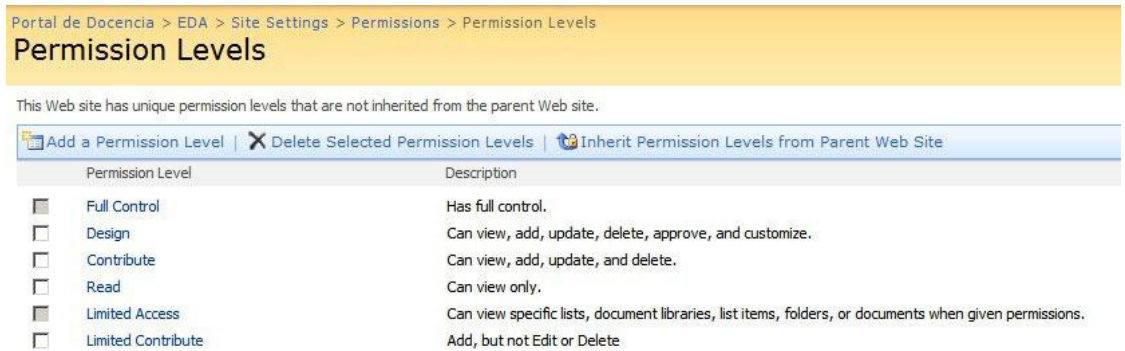 Portal de Docencia > EDA > Site Settings > Permissions > Permission Levels
Permission Levels
This Web site has unique permission levels that are not inherited from the parent Web site.
Add a Permission Level | Delete Selected Permission Levels | Inherit Permission Levels from Parent Web Site
Permission Level Description
Full Control Has full control.
Design Can view, add, update, delete, approve, and customize.
Contribute Can view, add, update, and delete.
Read Can view only.
Limited Access Can view specific lists, document libraries, list items, folders, or documents when given permissions.
Limited Contribute Add, but not Edit or Delete